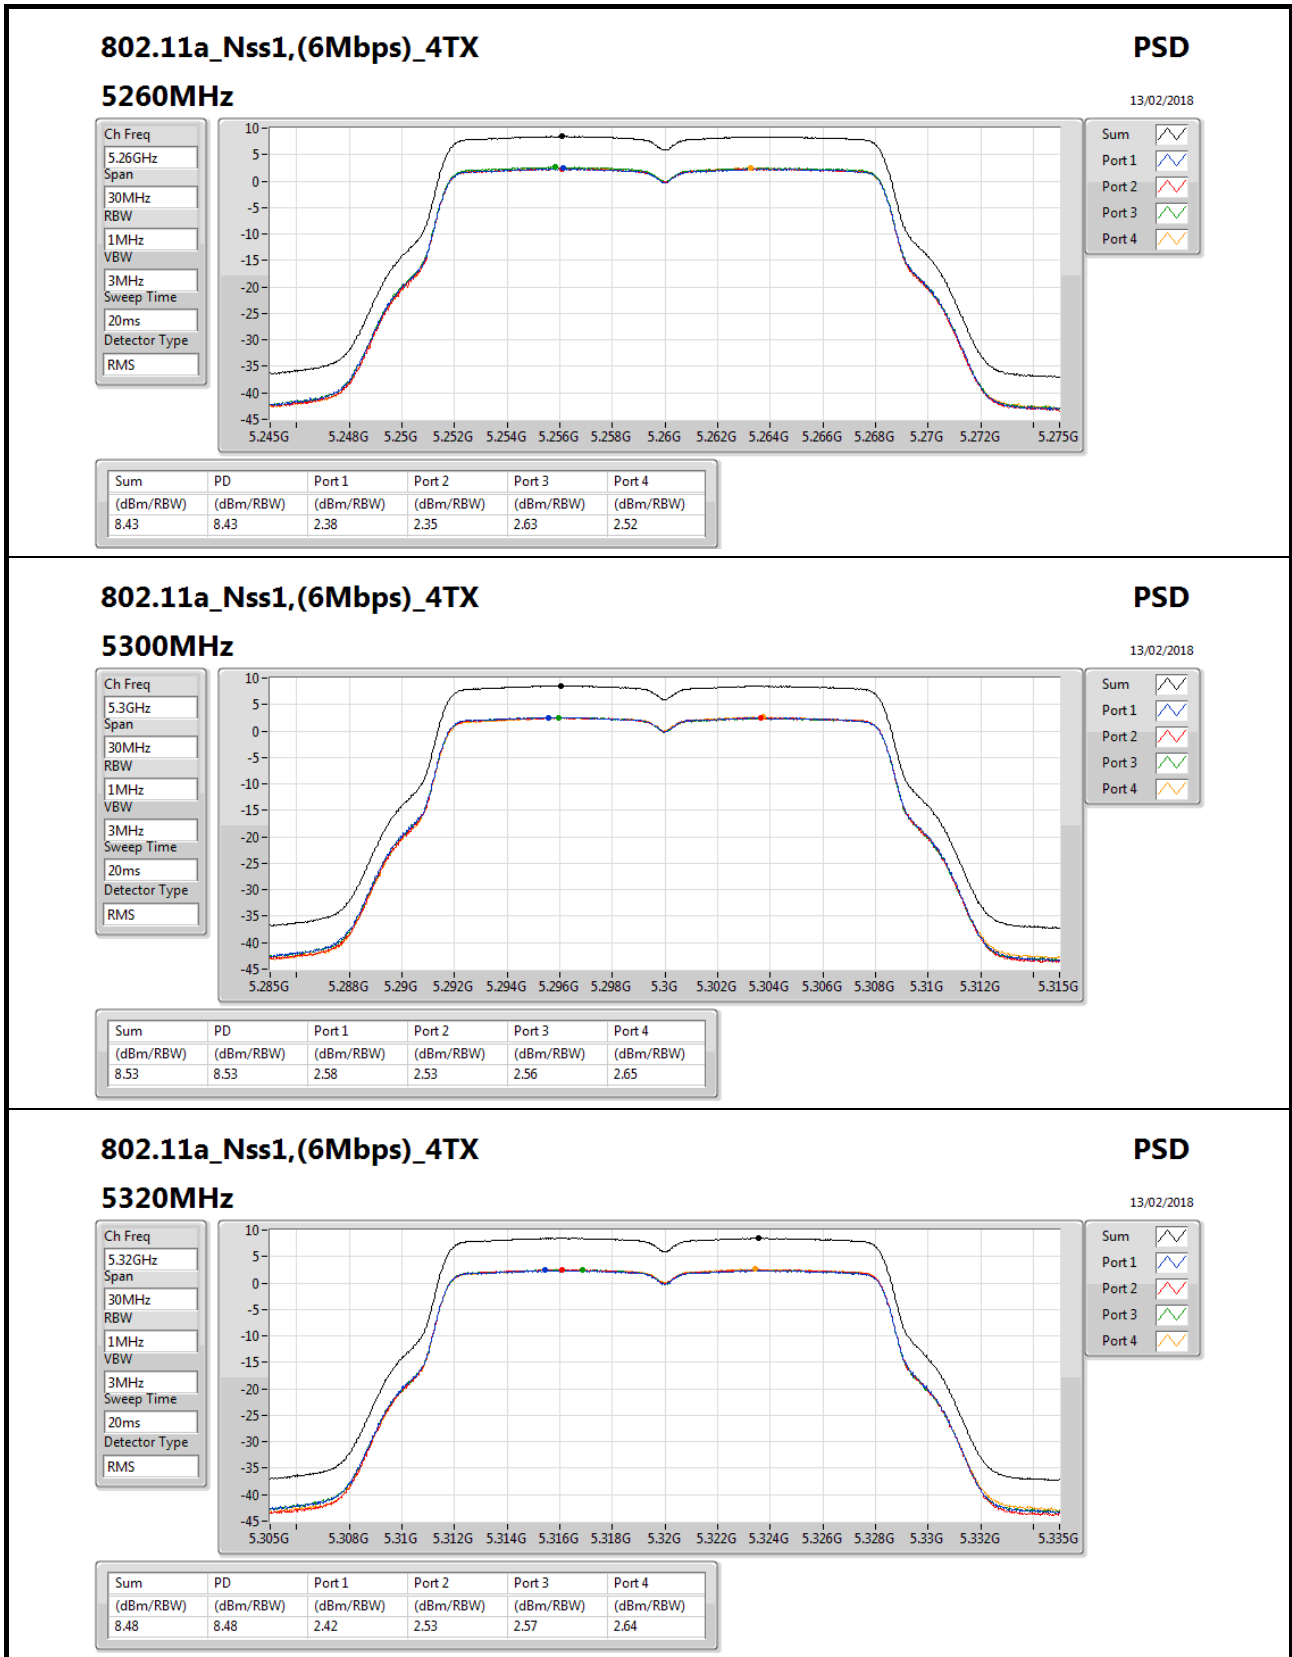 802.11a_Nss1,(6Mbps)_4TX PSD
5260MHz 13/02/2018
Ch Freq
5.26GHz
Span
30MHz
RBW
1MHz
VBW
3MHz
Sweep Time
20ms
Detector Type
RMS
10
5
0
-5
-10
-15
-20
-25
-30
-35
-40
-45
5.245G 5.248G 5.25G 5.252G 5.254G 5.256G 5.258G 5.26G 5.262G 5.264G 5.266G 5.268G 5.27G 5.272G 5.275G
Sum
Port 1
Port 2
Port 3
Port 4
Sum PD Port 1 Port 2 Port 3 Port 4
(dBm/RBW) (dBm/RBW) (dBm/RBW) (dBm/RBW) (dBm/RBW) (dBm/RBW)
8.43 8.43 2.38 2.35 2.63 2.52
802.11a_Nss1,(6Mbps)_4TX PSD
5300MHz 13/02/2018
Ch Freq
5.3GHz
Span
30MHz
RBW
1MHz
VBW
3MHz
Sweep Time
20ms
Detector Type
RMS
10
5
0
-5
-10
-15
-20
-25
-30
-35
-40
-45
5.285G 5.288G 5.29G 5.292G 5.294G 5.296G 5.298G 5.3G 5.302G 5.304G 5.306G 5.308G 5.31G 5.312G 5.315G
Sum
Port 1
Port 2
Port 3
Port 4
Sum PD Port 1 Port 2 Port 3 Port 4
(dBm/RBW) (dBm/RBW) (dBm/RBW) (dBm/RBW) (dBm/RBW) (dBm/RBW)
8.53 8.53 2.58 2.53 2.56 2.65
802.11a_Nss1,(6Mbps)_4TX PSD
5320MHz 13/02/2018
Ch Freq
5.32GHz
Span
30MHz
RBW
1MHz
VBW
3MHz
Sweep Time
20ms
Detector Type
RMS
10
5
0
-5
-10
-15
-20
-25
-30
-35
-40
-45
5.305G 5.308G 5.31G 5.312G 5.314G 5.316G 5.318G 5.32G 5.322G 5.324G 5.326G 5.328G 5.33G 5.332G 5.335G
Sum
Port 1
Port 2
Port 3
Port 4
Sum PD Port 1 Port 2 Port 3 Port 4
(dBm/RBW) (dBm/RBW) (dBm/RBW) (dBm/RBW) (dBm/RBW) (dBm/RBW)
8.48 8.48 2.42 2.53 2.57 2.64